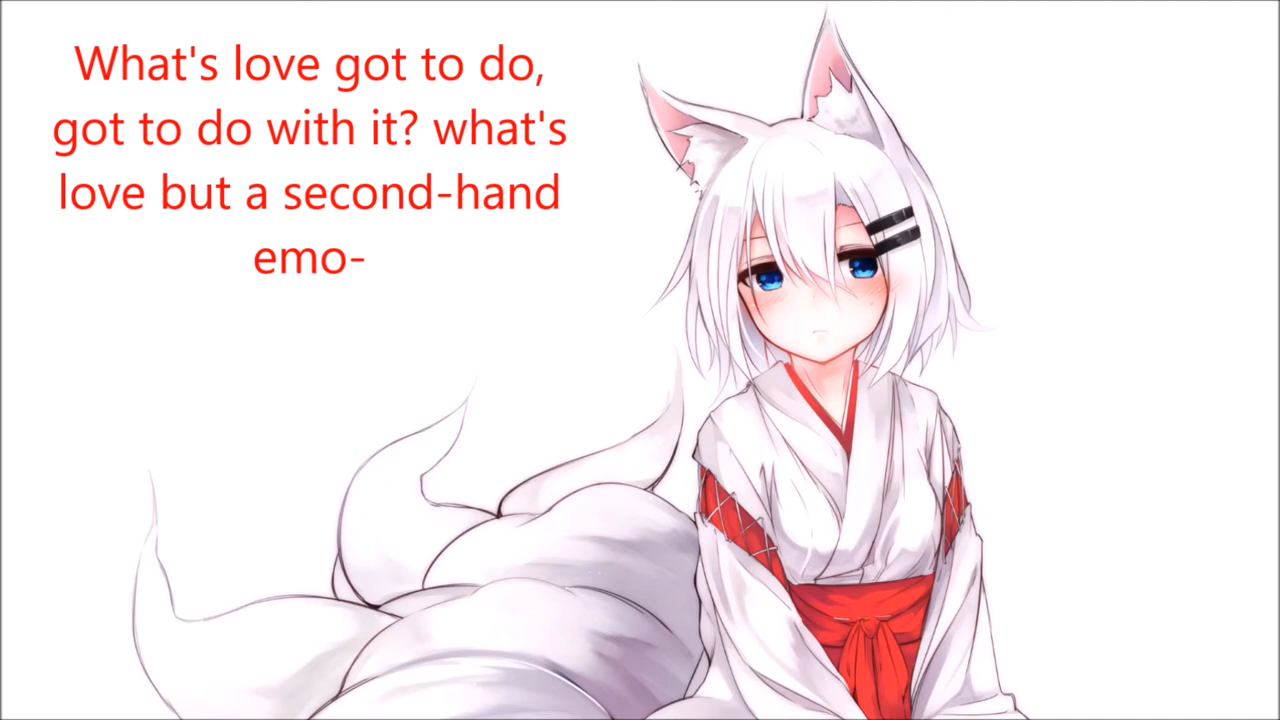 What's love got to do,
got to do with it? what's
love but a second-hand
emo-